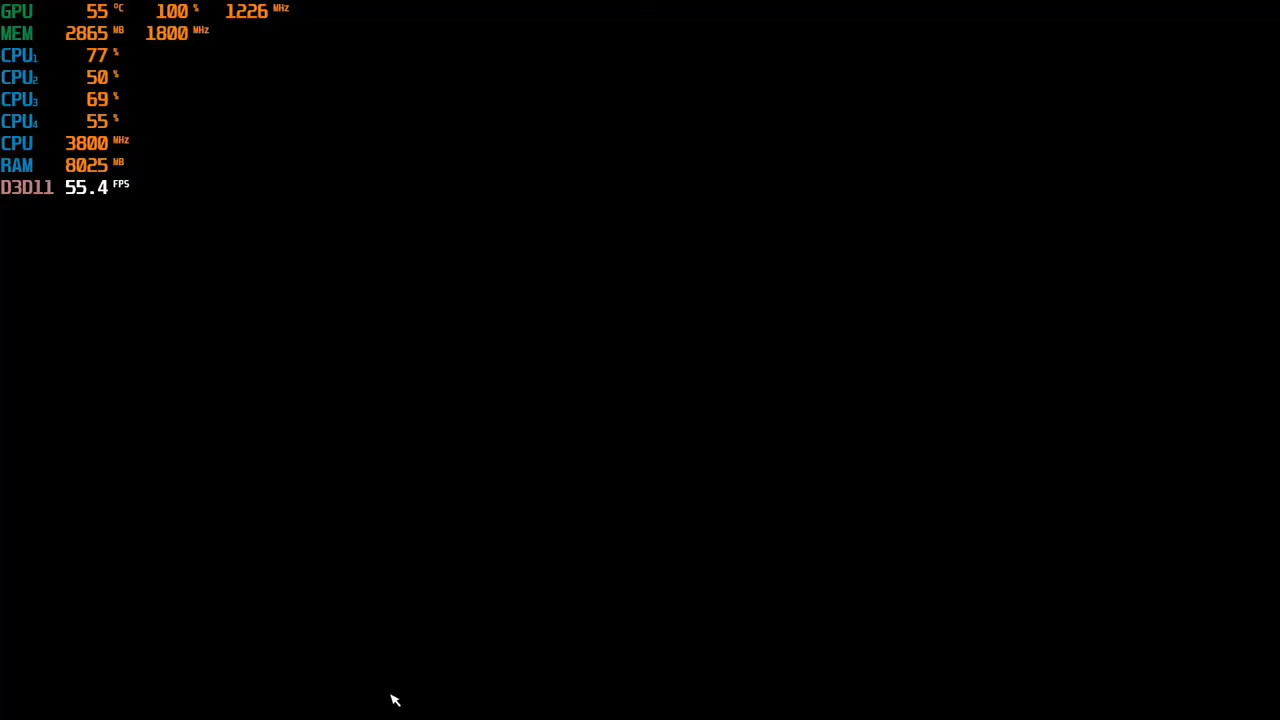 GPU 55 °C 100 % 1226 MHz
MEM 2865 MB 1800 MHz
CPU1 77 %
CPU2 50 %
CPU3 69 %
CPU4 55 %
CPU 3800 MHz
RAM 8025 MB
D3D11 55.4 FPS